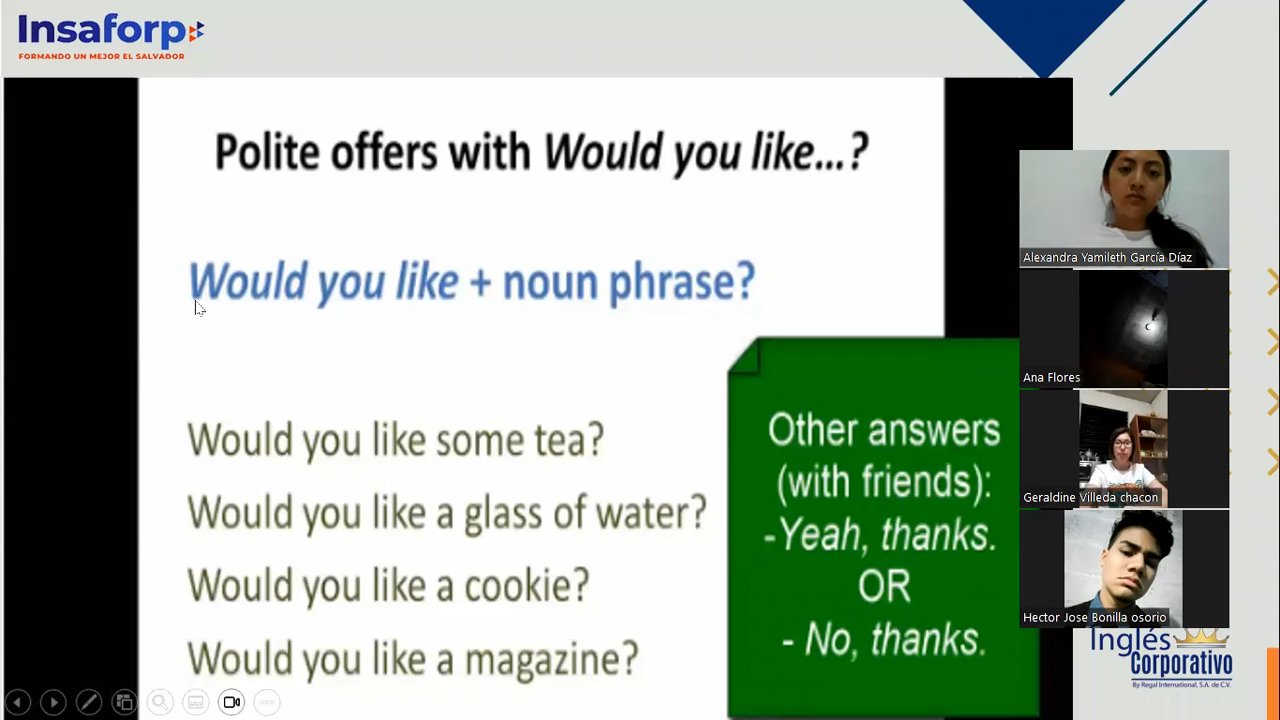 Insaforp
FORMANDO UN MEJOR EL SALVADOR
Polite offers with Would you like...?
Would you like + noun phrase?
Would you like some tea?
Would you like a glass of water?
Would you like a cookie?
Would you like a magazine?
Other answers
(with friends):
-Yeah, thanks.
OR
- No, thanks.
Alexandra Yamileth García Díaz
Ana Flores
Geraldine Villeda chacon
Hector Jose Bonilla osorio
Inglés
Corporativo
By Regal International, S.A. de C.V.